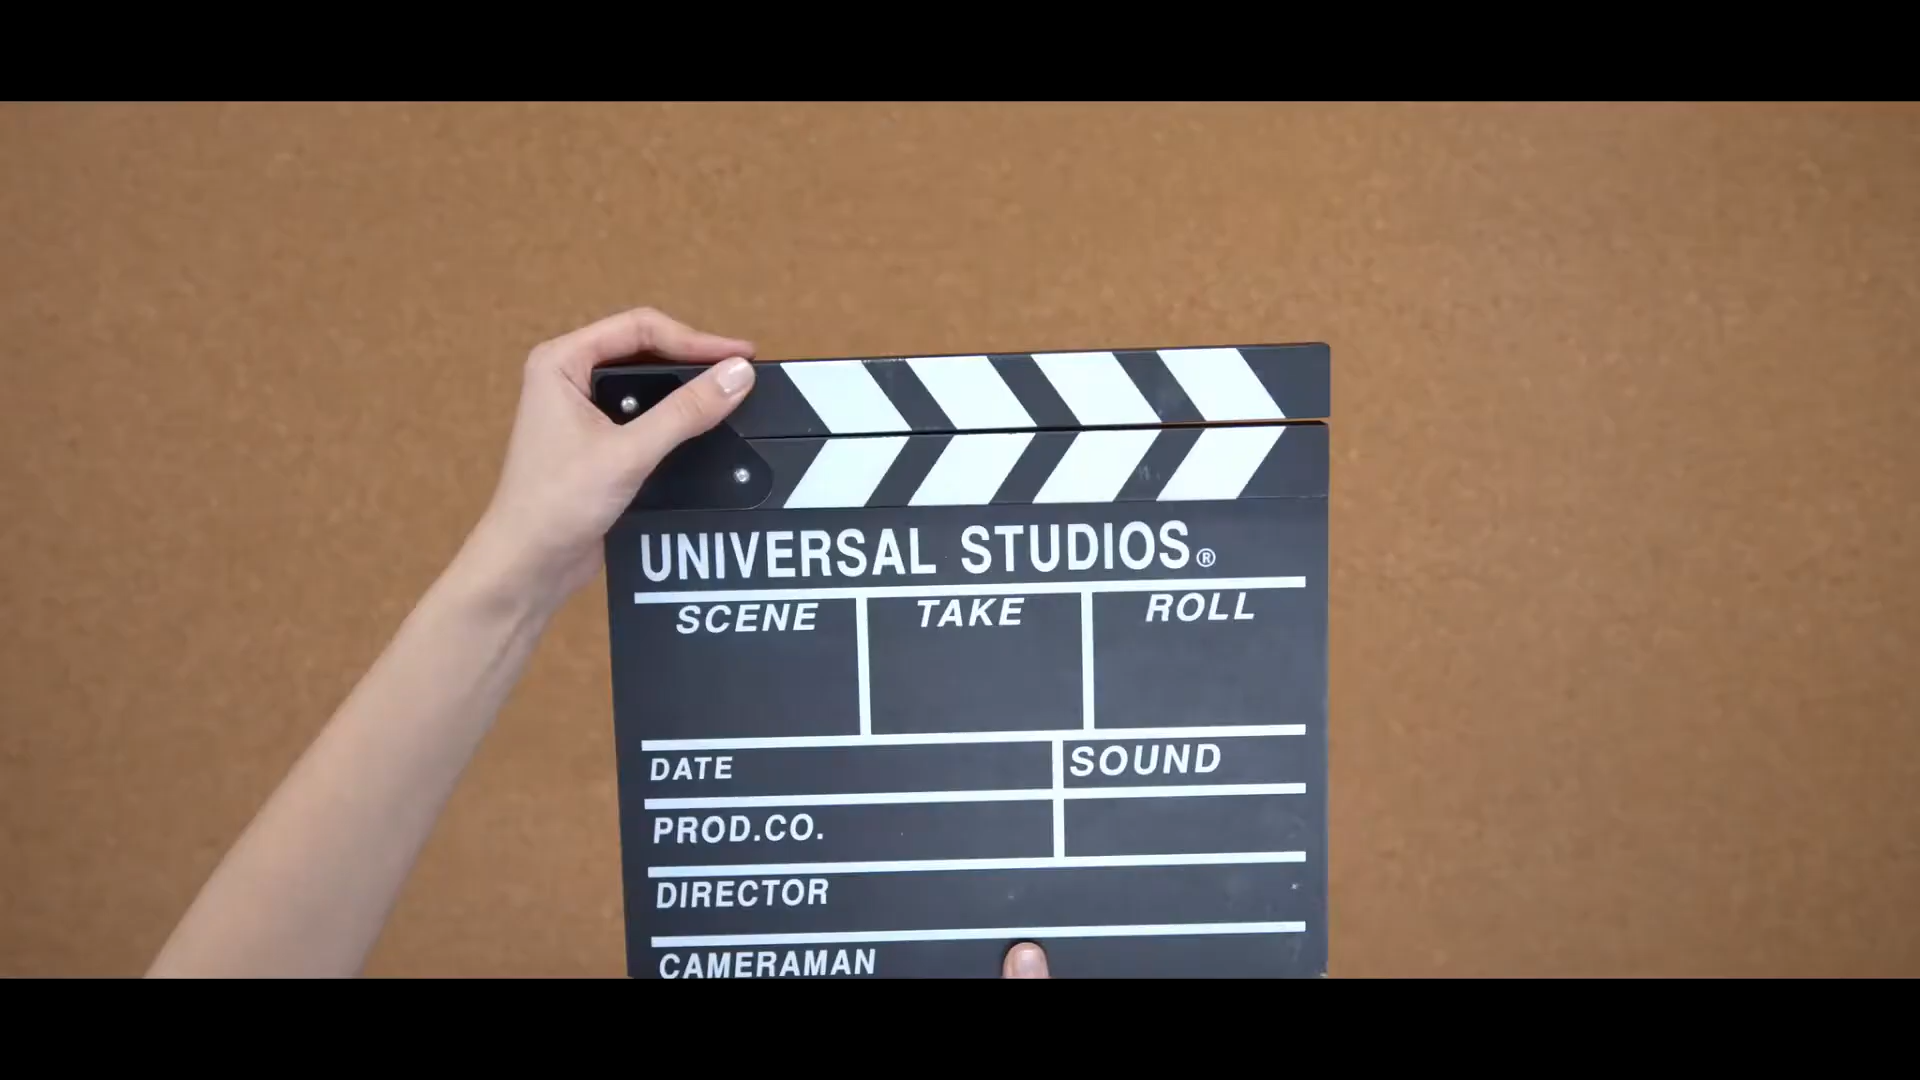 UNIVERSAL STUDIOS®
SCENE TAKE ROLL
DATE SOUND
PROD.CO.
DIRECTOR
CAMERAMAN